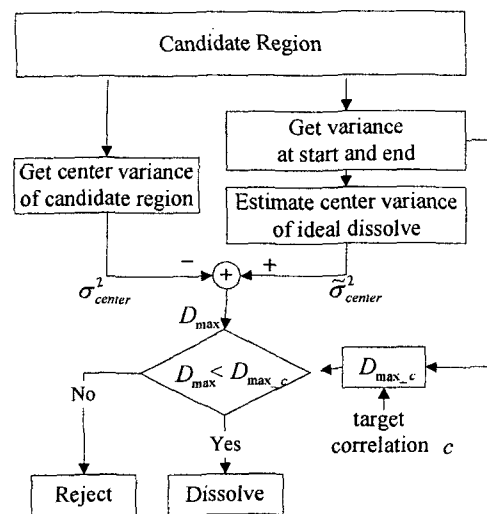 Candidate Region
Get variance
at start and end
Get center variance
of candidate region
Estimate center variance
of ideal dissolve
− + +
σ²center
σ̃²center
Dmax
Dmax < Dmax_c
Dmax_c
No
target
correlation c
Yes
Reject
Dissolve